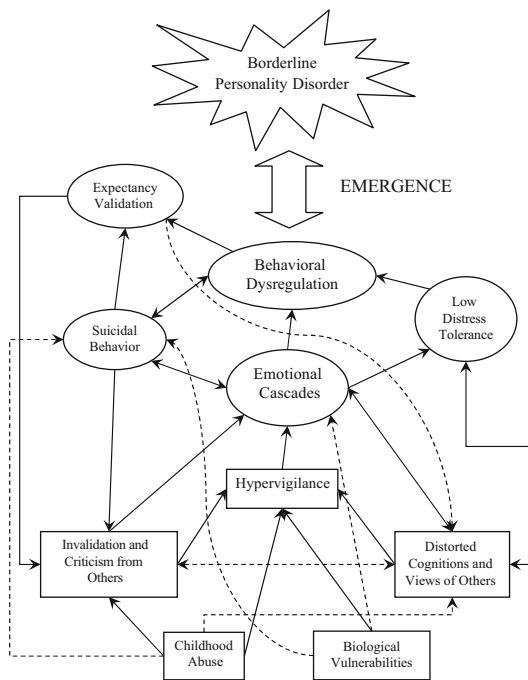 Borderline
Personality Disorder
EMERGENCE
Expectancy
Validation
Behavioral
Dysregulation
Low
Distress
Tolerance
Suicidal
Behavior
Emotional
Cascades
Hypervigilance
Invalidation and
Criticism from
Others
Distorted
Cognitions and
Views of Others
Childhood
Abuse
Biological
Vulnerabilities